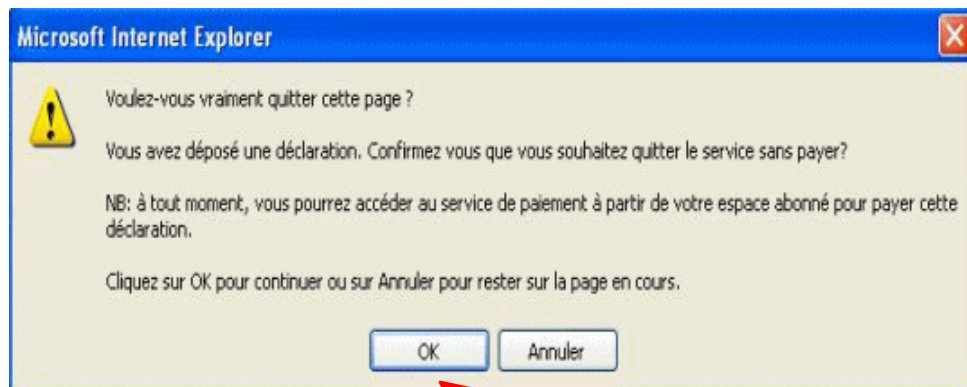 Microsoft Internet Explorer
Voulez-vous vraiment quitter cette page ?
Vous avez déposé une déclaration. Confirmez vous que vous souhaitez quitter le service sans payer?
NB: à tout moment, vous pourrez accéder au service de paiement à partir de votre espace abonné pour payer cette
déclaration.
Cliquez sur OK pour continuer ou sur Annuler pour rester sur la page en cours.
OK Annuler